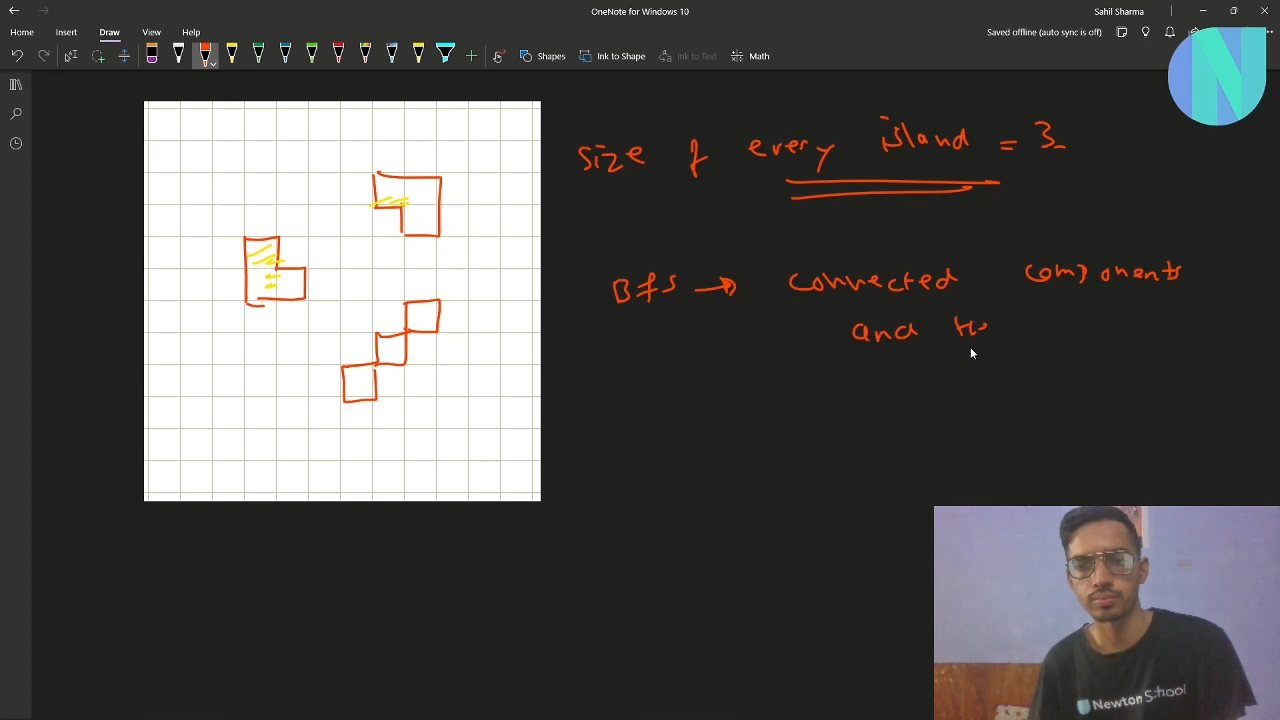 OneNote for Windows 10
Sahil Sharma
Home Insert Draw View Help
Saved offline (auto sync is off)
Shapes Ink to Shape Ink to Text Math
Size of every island = 3
Bfs → connected components
and
Newton School